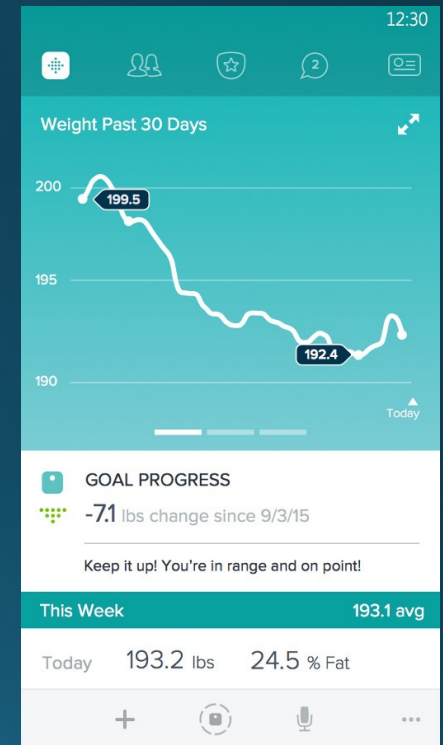 12:30
2
Weight Past 30 Days
200
199.5
195
192.4
190
Today
GOAL PROGRESS
-7.1 lbs change since 9/3/15
Keep it up! You're in range and on point!
This Week 193.1 avg
Today 193.2 lbs 24.5 % Fat